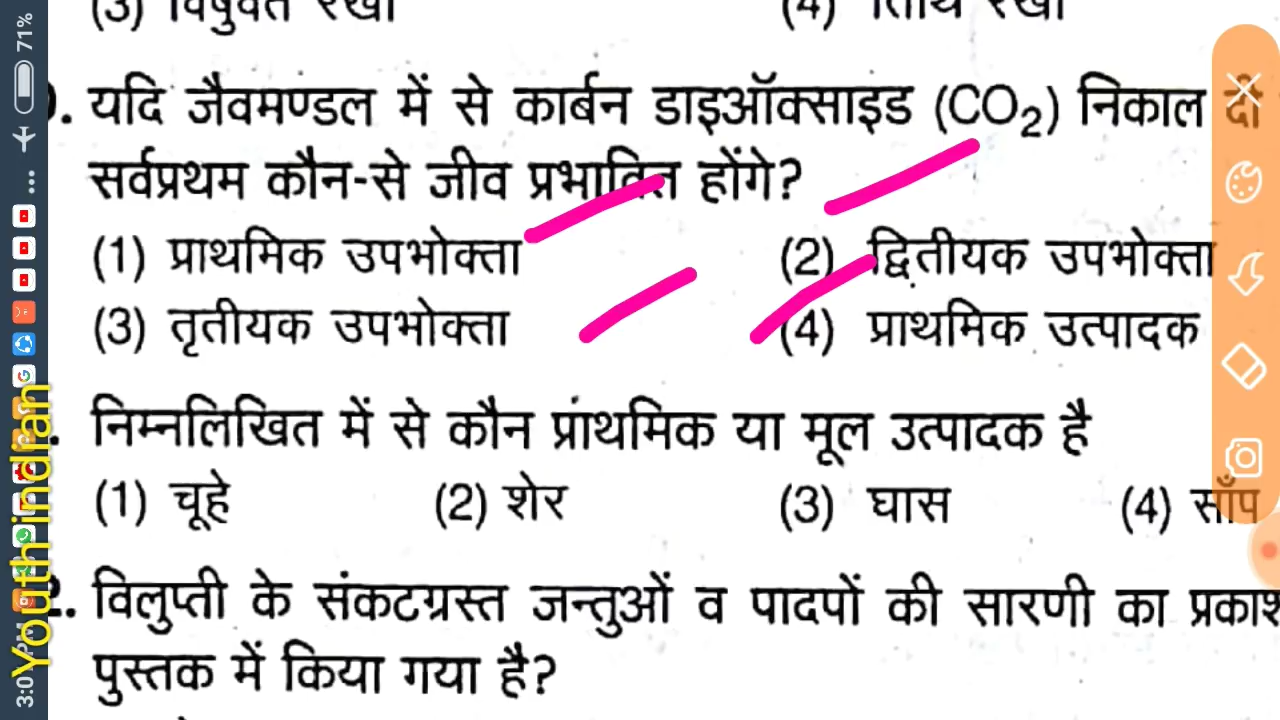 (3) विषुवत रेखा (4) तिथि रेखा
यदि जैवमण्डल में से कार्बन डाइऑक्साइड (CO₂) निकाल दी
सर्वप्रथम कौन-से जीव प्रभावित होंगे?
(1) प्राथमिक उपभोक्ता (2) द्वितीयक उपभोक्ता
(3) तृतीयक उपभोक्ता (4) प्राथमिक उत्पादक
निम्नलिखित में से कौन प्राथमिक या मूल उत्पादक है
(1) चूहे (2) शेर (3) घास (4) साँप
2. विलुप्ती के संकटग्रस्त जन्तुओं व पादपों की सारणी का
पुस्तक में किया गया है?
71%
Youth indian